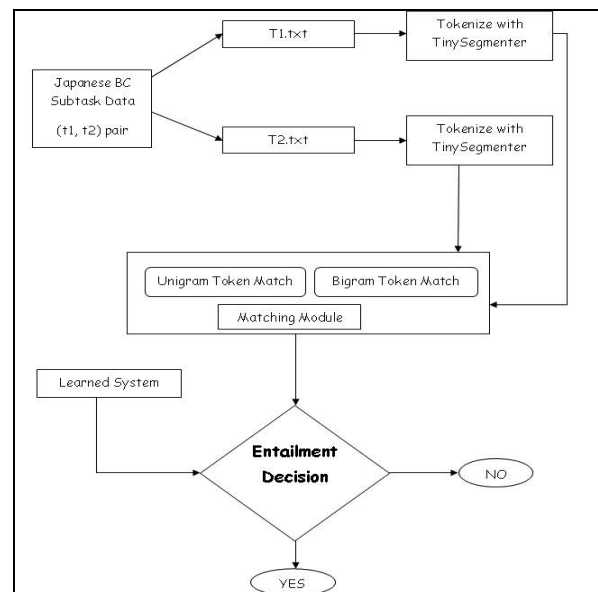 T1.txt
Tokenize with
TinySegmenter
Japanese BC
Subtask Data
(t1, t2) pair
T2.txt
Tokenize with
TinySegmenter
Unigram Token Match
Bigram Token Match
Matching Module
Learned System
Entailment
Decision
NO
YES